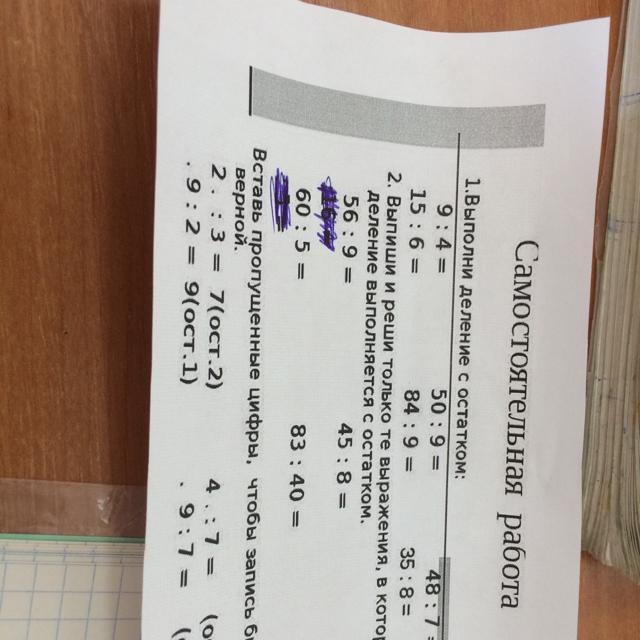 Самостоятельная работа
1.Выполни деление с остатком:
9 : 4 = 50 : 9 = 48 : 7 =
15 : 6 = 84 : 9 = 35 : 8 =
2. Выпиши и реши только те выражения, в
деление выполняется с остатком.
56 : 9 = 45 : 8 =
60 : 5 = 83 : 40 =
Вставь пропущенные цифры, чтобы запись
верной.
2 . : 3 = 7(ост.2) 4 . : 7 =
. 9 : 2 = 9(ост.1) . 9 : 7 =